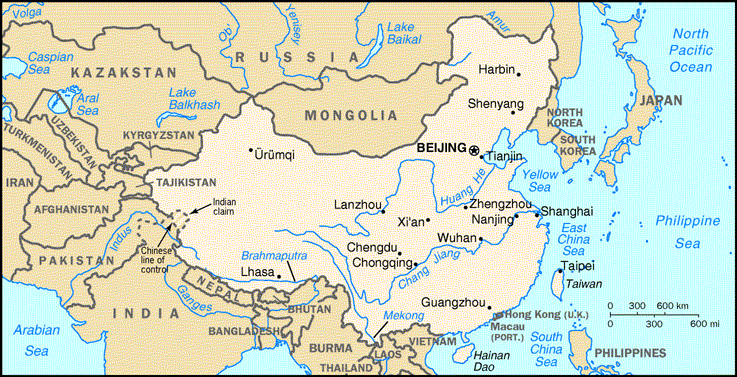 Volga
Ob'
Yenisey
Lake
Baikal
Amur
North
Pacific
Ocean
RUSSIA
Caspian
Sea
KAZAKSTAN
Aral
Sea
Lake
Balkhash
MONGOLIA
Harbin
Shenyang
JAPAN
NORTH
KOREA
SOUTH
KOREA
UZBEKISTAN
TURKMENISTAN
KYRGYZSTAN
TAJIKISTAN
Ürümqi
BEIJING
Tianjin
Huang He
Yellow
Sea
IRAN
AFGHANISTAN
PAKISTAN
Indus
Indian
claim
Chinese
line of
control
Lanzhou
Xi'an
Zhengzhou
Nanjing
Shanghai
Wuhan
Chengdu
Chongqing
Chang Jiang
East
China
Sea
Philippine
Sea
Brahmaputra
Lhasa
NEPAL
Ganges
BHUTAN
INDIA
BANGLADESH
BURMA
Mekong
LAOS
THAILAND
VIETNAM
Guangzhou
Hong Kong (U.K.)
Macau
(PORT.)
Hainan
Dao
Taipei
Taiwan
South
China
Sea
PHILIPPINES
Arabian
Sea
0 300 600 km
0 300 600 mi